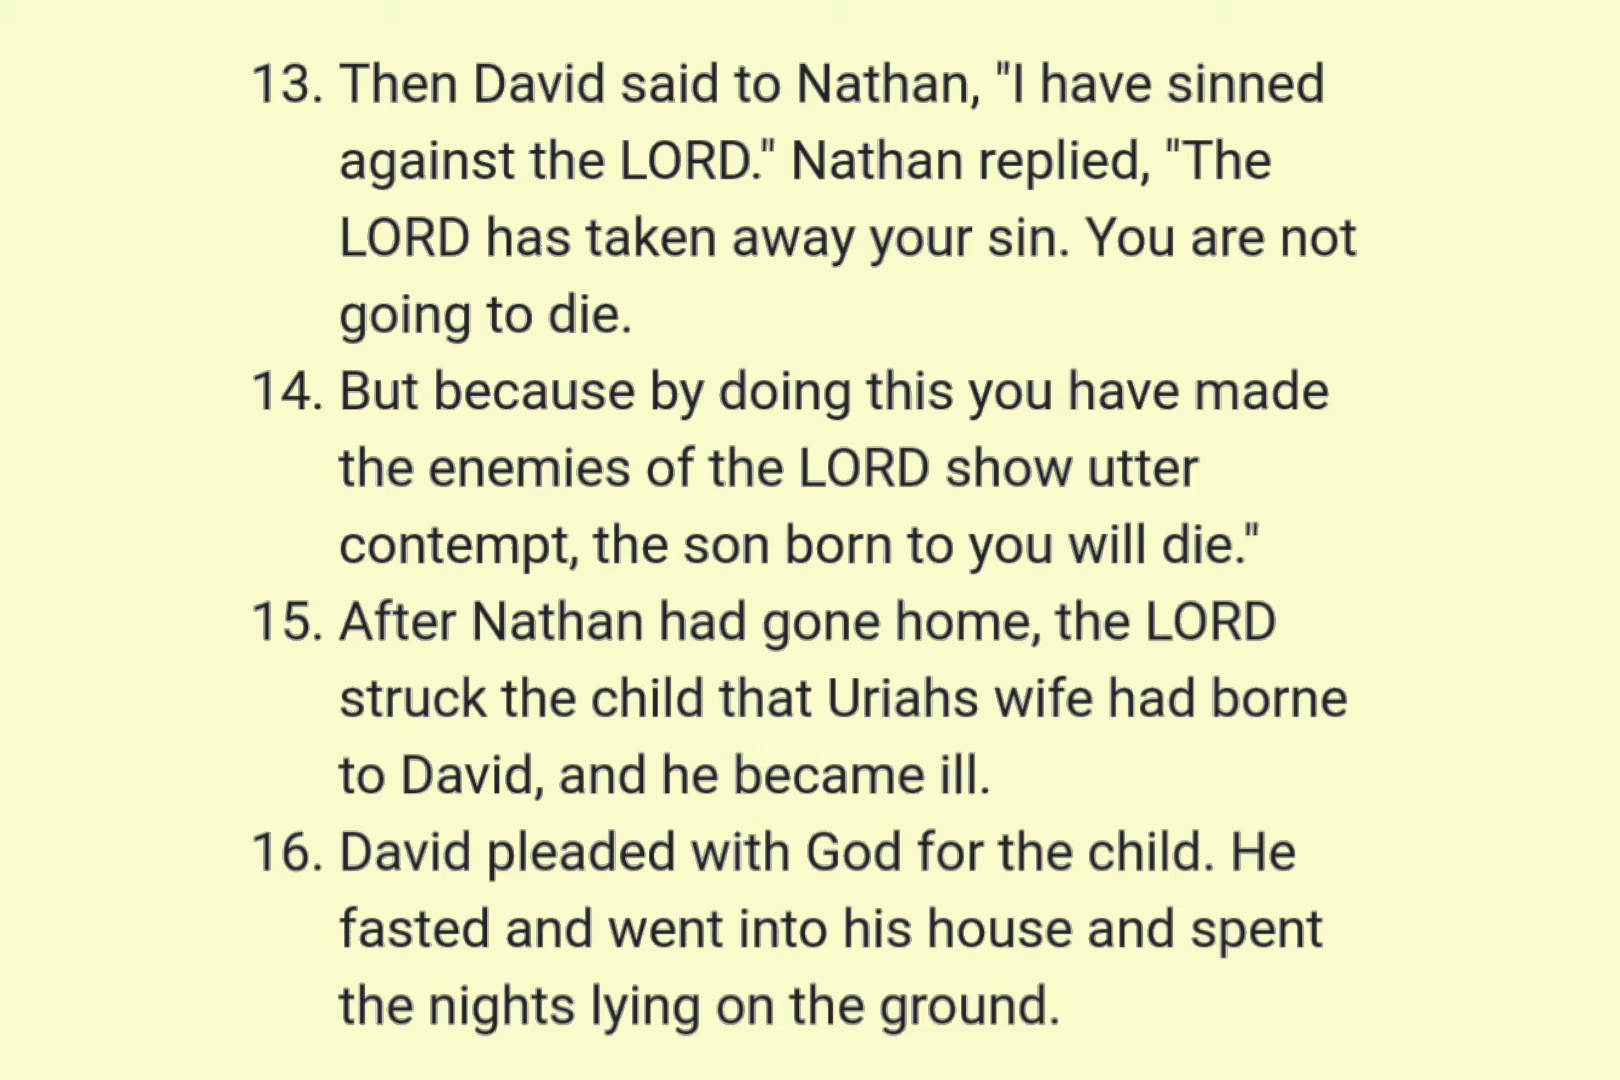 13. Then David said to Nathan, "I have sinned
against the LORD." Nathan replied, "The
LORD has taken away your sin. You are not
going to die.
14. But because by doing this you have made
the enemies of the LORD show utter
contempt, the son born to you will die."
15. After Nathan had gone home, the LORD
struck the child that Uriahs wife had borne
to David, and he became ill.
16. David pleaded with God for the child. He
fasted and went into his house and spent
the nights lying on the ground.